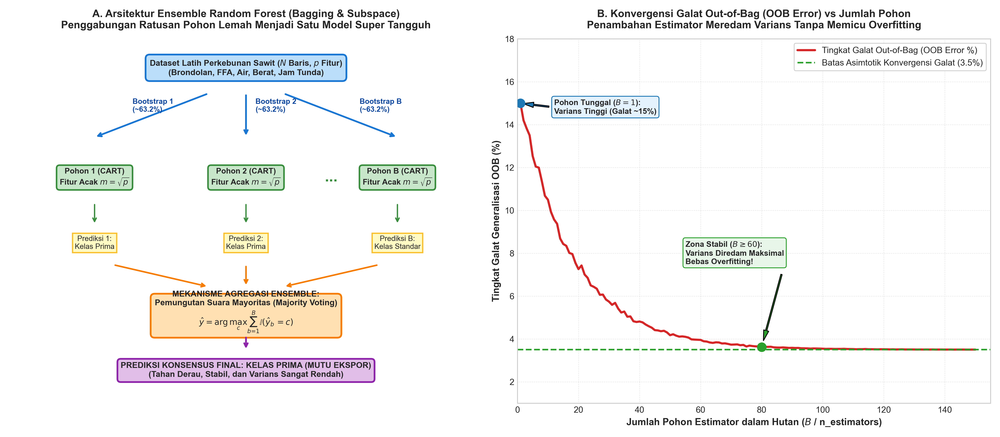 A. Arsitektur Ensemble Random Forest (Bagging & Subspace)
Penggabungan Ratusan Pohon Lemah Menjadi Satu Model Super Tangguh
Dataset Latih Perkebunan Sawit (N Baris, p Fitur)
(Brondolan, FFA, Air, Berat, Jam Tunda)
Bootstrap 1
(~63.2%)
Bootstrap 2
(~63.2%)
Bootstrap B
(~63.2%)
Pohon 1 (CART)
Fitur Acak m = √p
Pohon 2 (CART)
Fitur Acak m = √p
...
Pohon B (CART)
Fitur Acak m = √p
Prediksi 1:
Kelas Prima
Prediksi 2:
Kelas Prima
Prediksi B:
Kelas Standar
MEKANISME AGREGASI ENSEMBLE:
Pemungutan Suara Mayoritas (Majority Voting)
ŷ = arg max_c ∑_{b=1}^{B} 𝕀(ŷ_b = c)
PREDIKSI KONSENSUS FINAL: KELAS PRIMA (MUTU EKSPOR)
(Tahan Derau, Stabil, dan Varians Sangat Rendah)
B. Konvergensi Galat Out-of-Bag (OOB Error) vs Jumlah Pohon
Penambahan Estimator Meredam Varians Tanpa Memicu Overfitting
Tingkat Galat Out-of-Bag (OOB Error %)
Batas Asimtotik Konvergensi Galat (3.5%)
Pohon Tunggal (B = 1):
Varians Tinggi (Galat ~15%)
Zona Stabil (B ≥ 60):
Varians Diredam Maksimal
Bebas Overfitting!
Tingkat Galat Generalisasi OOB (%)
18
16
14
12
10
8
6
4
2
0 20 40 60 80 100 120 140
Jumlah Pohon Estimator dalam Hutan (B / n_estimators)